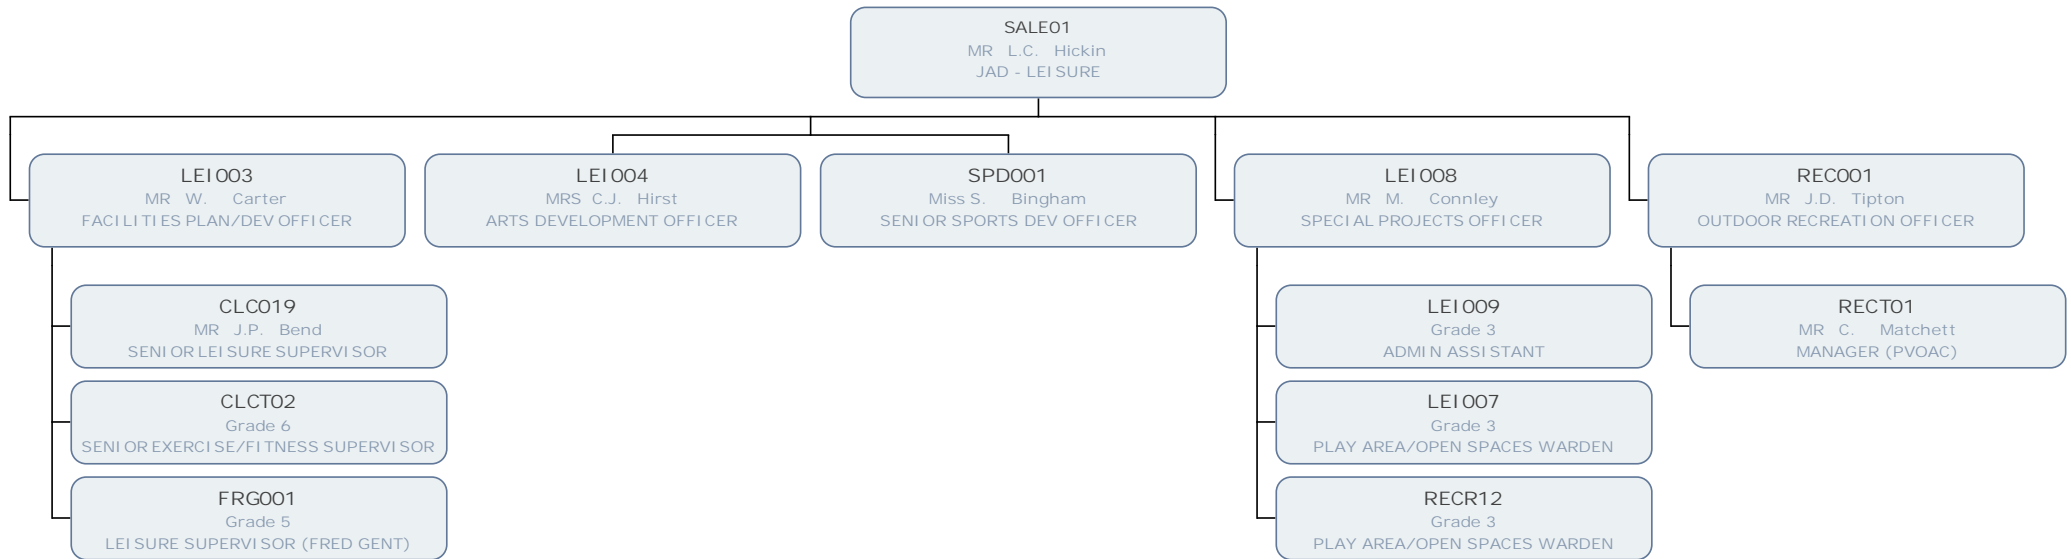 SALE01
MR L.C. Hickin
JAD - LEISURE
LEI003
MR W. Carter
FACILITIES PLAN/DEV OFFICER
LEI004
MRS C.J. Hirst
ARTS DEVELOPMENT OFFICER
SPD001
Miss S. Bingham
SENIOR SPORTS DEV OFFICER
LEI008
MR M. Connley
SPECIAL PROJECTS OFFICER
REC001
MR J.D. Tipton
OUTDOOR RECREATION OFFICER
CLC019
MR J.P. Bend
SENIOR LEISURE SUPERVISOR
CLCT02
Grade 6
SENIOR EXERCISE/FITNESS SUPERVISOR
FRG001
Grade 5
LEISURE SUPERVISOR (FRED GENT)
LEI009
Grade 3
ADMIN ASSISTANT
LEI007
Grade 3
PLAY AREA/OPEN SPACES WARDEN
RECR12
Grade 3
PLAY AREA/OPEN SPACES WARDEN
RECT01
MR C. Matchett
MANAGER (PVOAC)